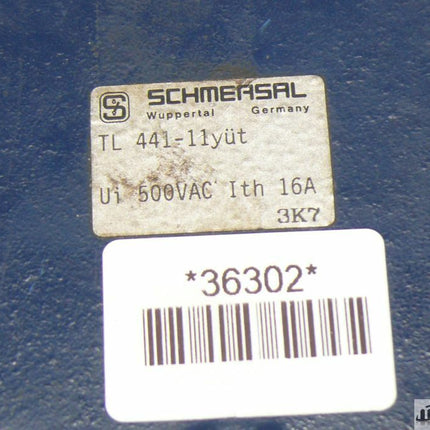 SCHMERSAL
Wuppertal Germany
TL 441-11yüt
Ui 500VAC Ith 16A
3K7
*36302*